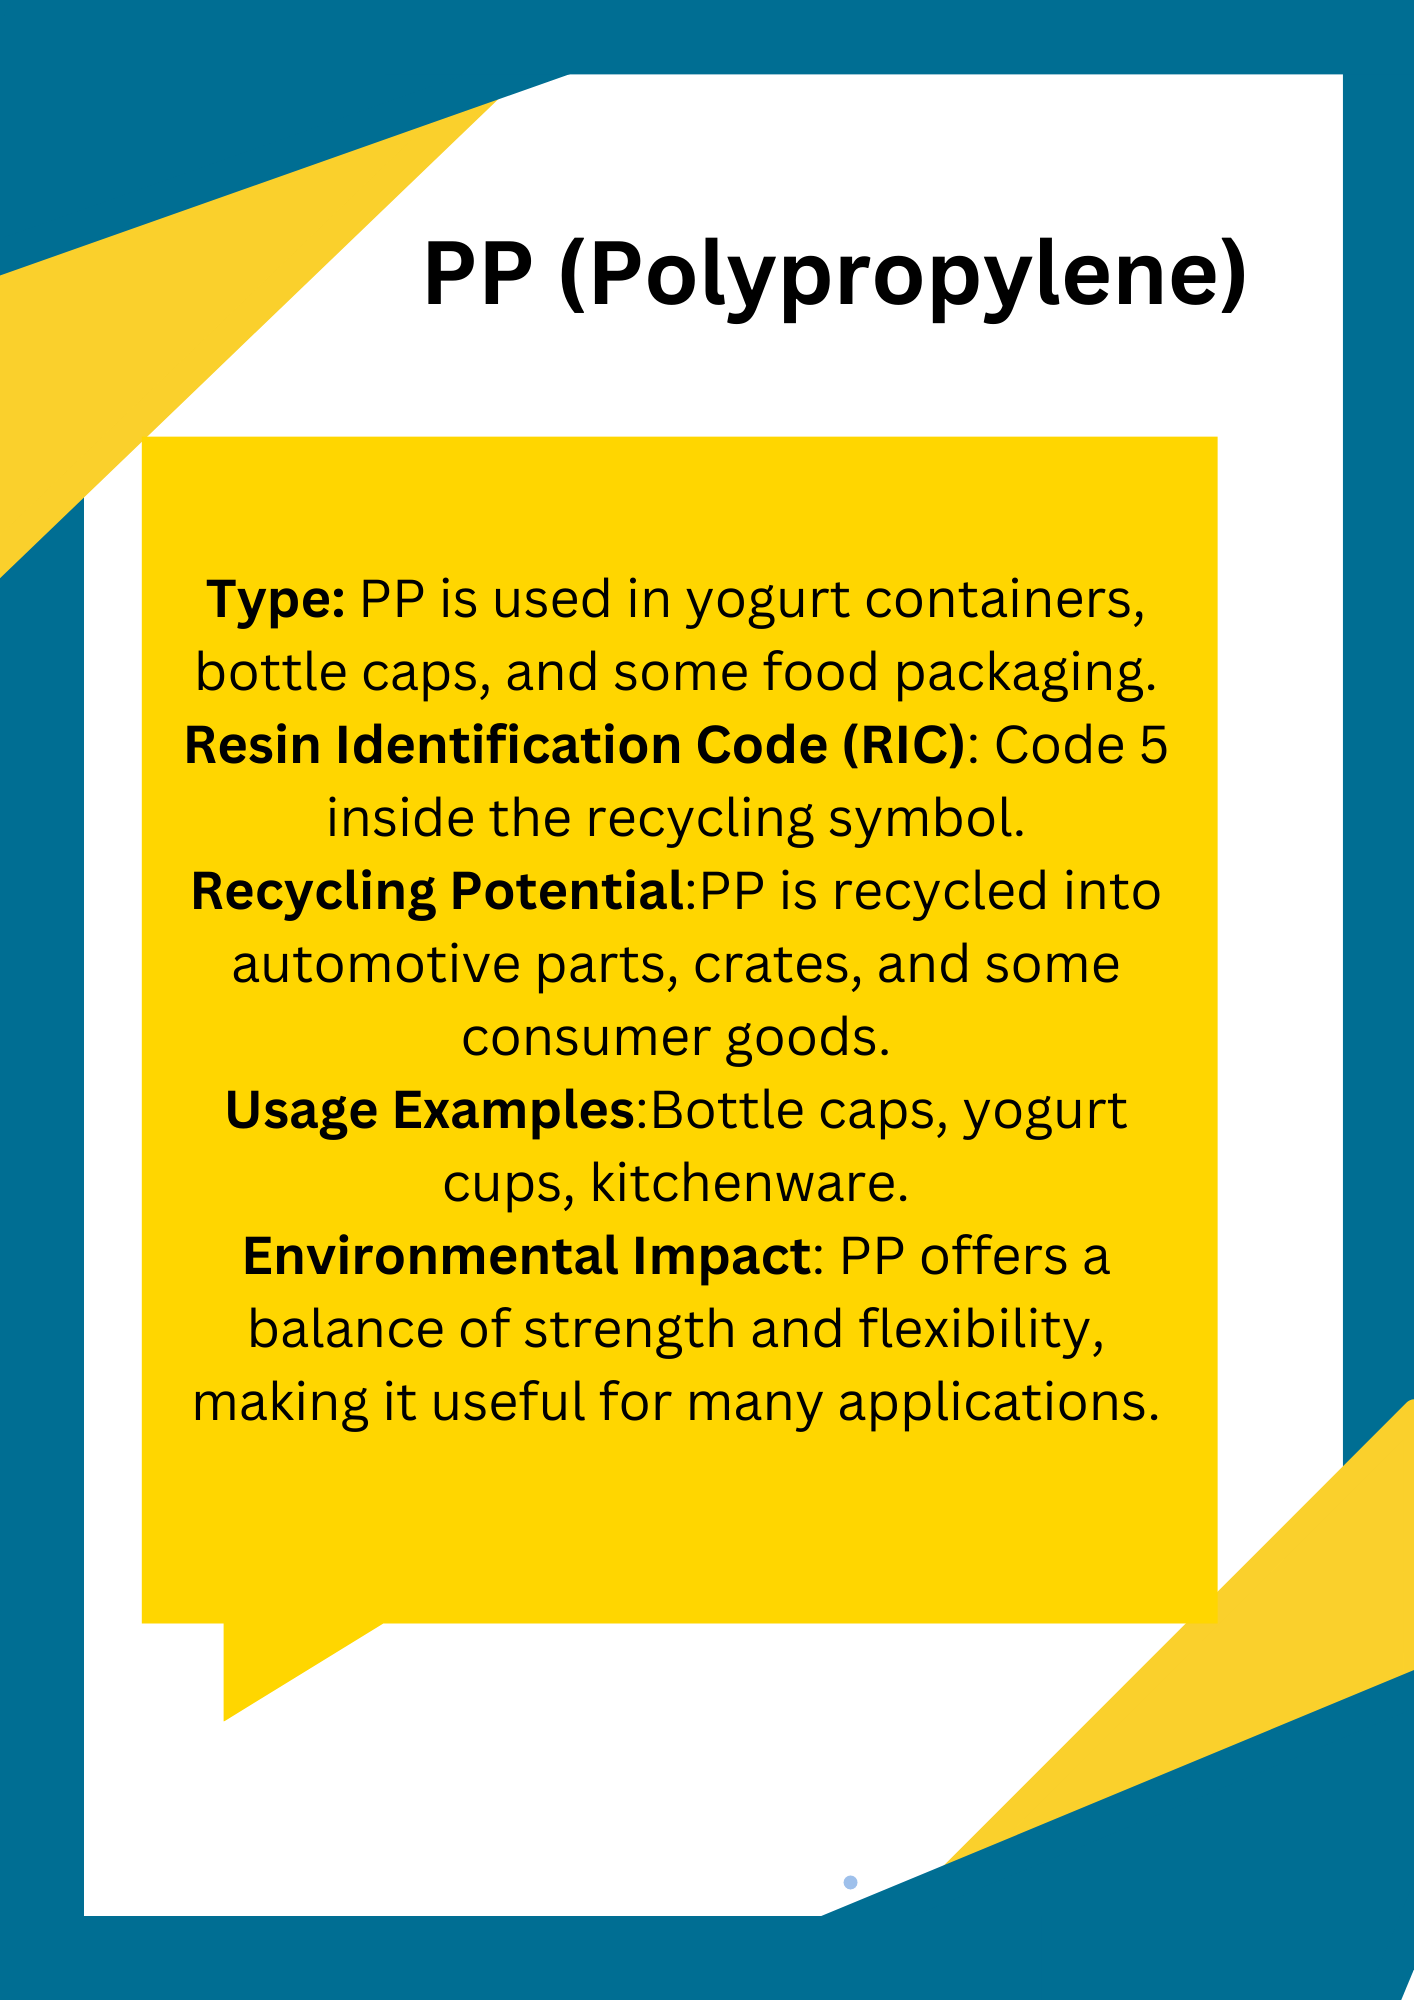 PP (Polypropylene)
Type: PP is used in yogurt containers,
bottle caps, and some food packaging.
Resin Identification Code (RIC): Code 5
inside the recycling symbol.
Recycling Potential:PP is recycled into
automotive parts, crates, and some
consumer goods.
Usage Examples:Bottle caps, yogurt
cups, kitchenware.
Environmental Impact: PP offers a
balance of strength and flexibility,
making it useful for many applications.